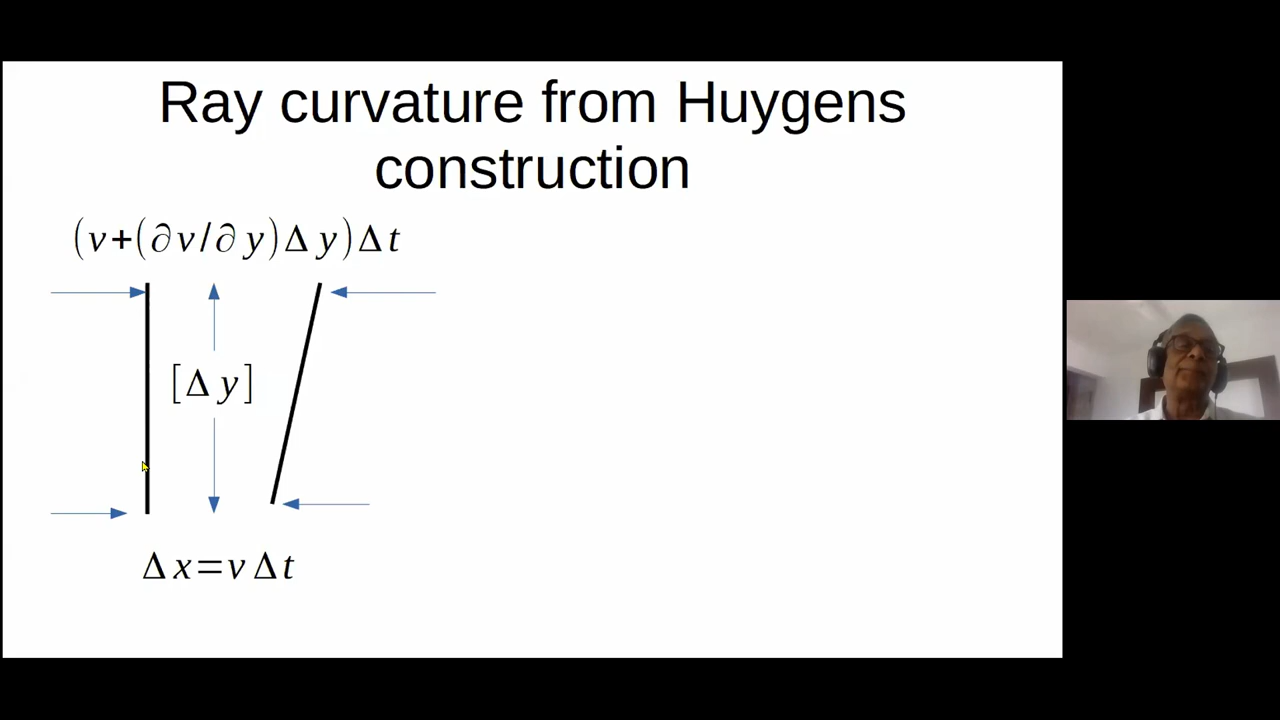 Ray curvature from Huygens
construction
(v+(∂v/∂y)Δy)Δt
[Δy]
Δx=vΔt